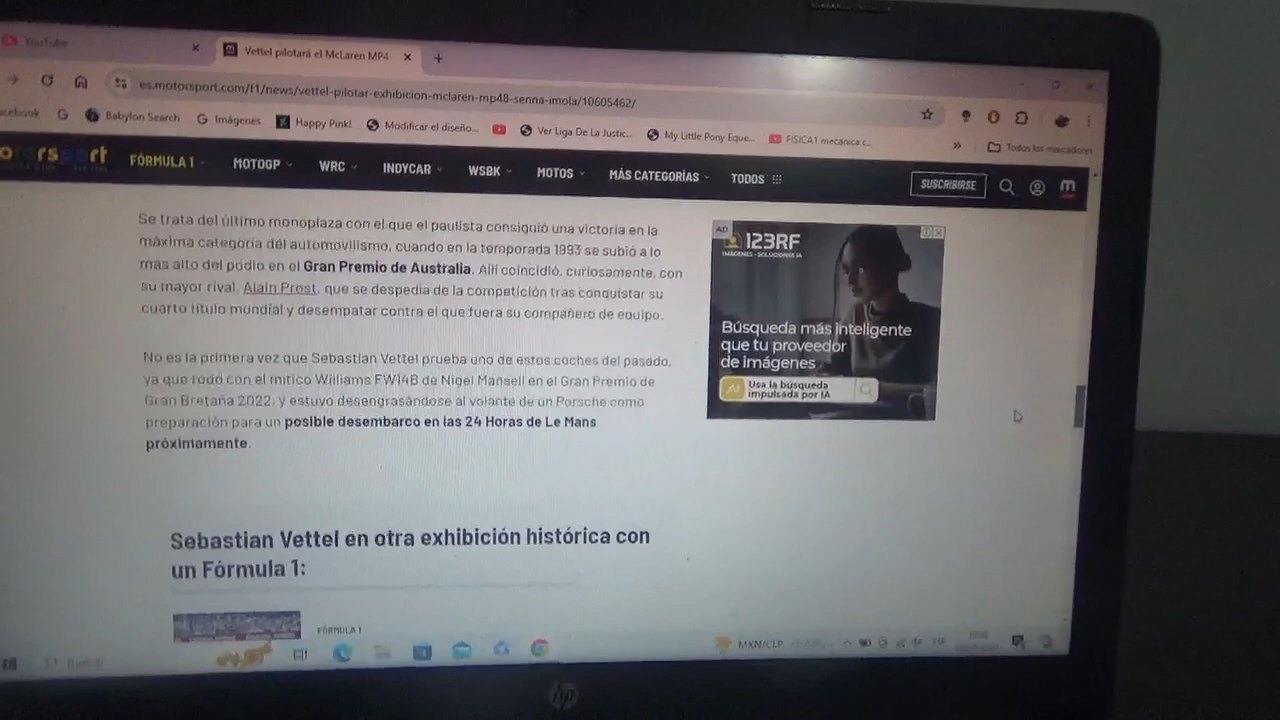 YouTube
Vettel pilotará el McLaren MP4
es.motorsport.com/f1/news/vettel-pilotar-exhibicion-mclaren-mp48-senna-imola/10605462/
Babylon Search
Imágenes
Happy Pink!
Modificar el diseño...
Ver Liga De La Justic...
My Little Pony Eque...
FISICA1 mecánica c...
»
Todos los marcadores
FÓRMULA 1
MOTOGP
WRC
INDYCAR
WSBK
MOTOS
MÁS CATEGORÍAS
TODOS
SUSCRIBIRSE
m
Se trata del último monoplaza con el que el paulista consiguió una victoria en la
máxima categoría del automovilismo, cuando en la temporada 1993 se subió a lo
más alto del podio en el Gran Premio de Australia. Allí coincidió, curiosamente, con
su mayor rival, Alain Prost, que se despedía de la competición tras conquistar su
cuarto título mundial y desempatar contra el que fuera su compañero de equipo.
No es la primera vez que Sebastian Vettel prueba uno de estos coches del pasado,
ya que rodó con el mítico Williams FW14B de Nigel Mansell en el Gran Premio de
Gran Bretaña 2022, y estuvo desengrasándose al volante de un Porsche como
preparación para un posible desembarco en las 24 Horas de Le Mans
próximamente.
AD
123RF
IMÁGENES · SOLUCIONES IA
Búsqueda más inteligente
que tu proveedor
de imágenes
AI
Usa la búsqueda
impulsada por IA
Sebastian Vettel en otra exhibición histórica con
un Fórmula 1:
FÓRMULA 1
MXN/CLP
hp